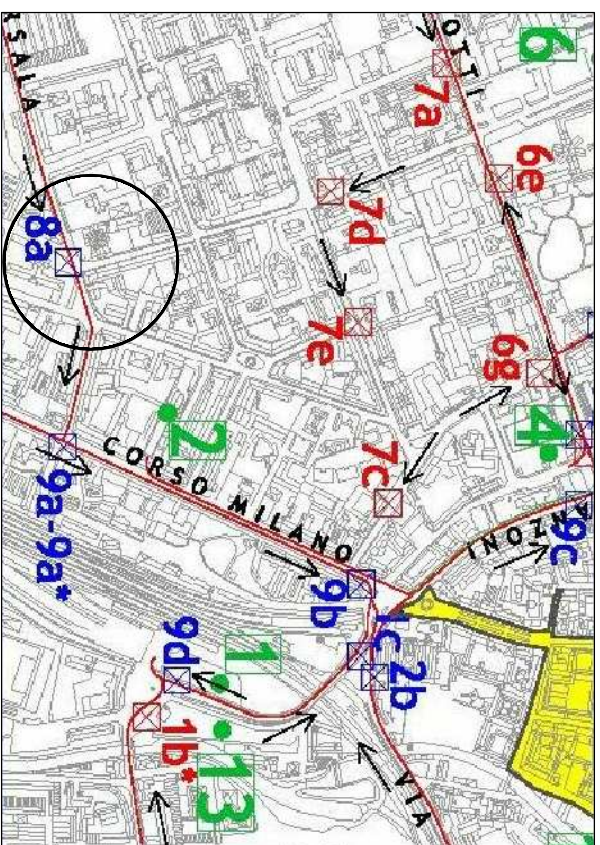 RSALA
OTTI
6
7a
6e
7d
8a
7e
6g
4
2
7c
CORSO MILANO
9a-9a*
ANZONI
9c
9b
1c
2b
9d
1
1b*
13
VIA